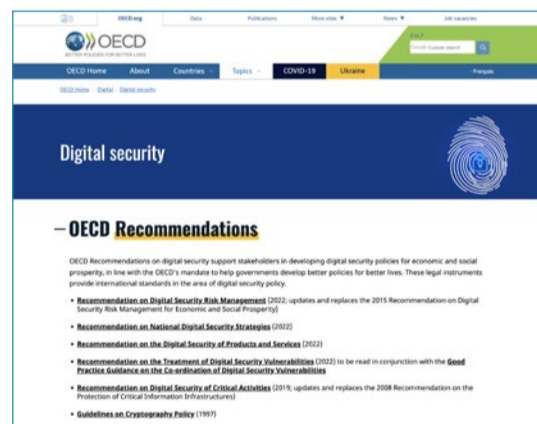 OECD.org Data Publications More sites ▼ News ▼ Job vacancies
OECD
BETTER POLICIES FOR BETTER LIVES
A to Z
Google Custom search
OECD Home About Countries Topics COVID-19 Ukraine Français
OECD Home Digital Digital security
Digital security
OECD Recommendations
OECD Recommendations on digital security support stakeholders in developing digital security policies for economic and social
prosperity, in line with the OECD's mandate to help governments develop better policies for better lives. These legal instruments
provide international standards in the area of digital security policy.
• Recommendation on Digital Security Risk Management (2022; updates and replaces the 2015 Recommendation on Digital
Security Risk Management for Economic and Social Prosperity)
• Recommendation on National Digital Security Strategies (2022)
• Recommendation on the Digital Security of Products and Services (2022)
• Recommendation on the Treatment of Digital Security Vulnerabilities (2022) to be read in conjunction with the Good
Practice Guidance on the Co-ordination of Digital Security Vulnerabilities
• Recommendation on Digital Security of Critical Activities (2019; updates and replaces the 2008 Recommendation on the
Protection of Critical Information Infrastructures)
• Guidelines on Cryptography Policy (1997)